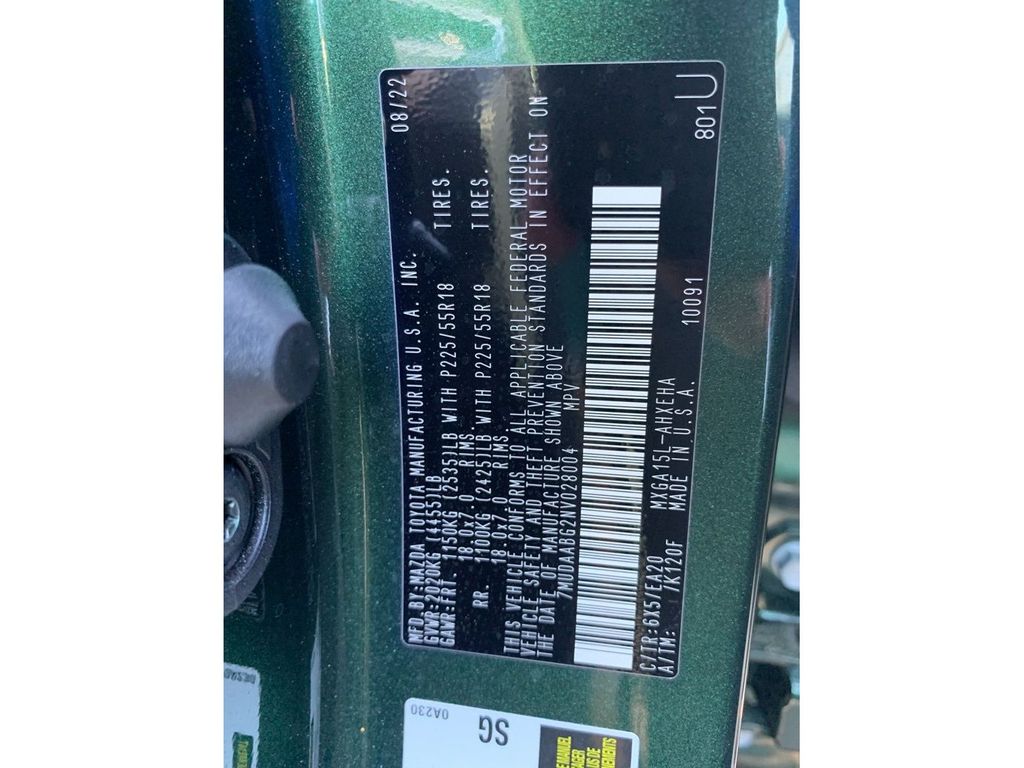 MFD. BY:MAZDA TOYOTA MANUFACTURING U.S.A. INC. 08/22
GVWR:2020KG (4455)LB
GAWR:FRT. 1150KG (2535)LB WITH P225/55R18 TIRES.
18.0x7.0 RIMS.
RR. 1100KG (2425)LB WITH P225/55R18 TIRES.
18.0x7.0 RIMS.
THIS VEHICLE CONFORMS TO ALL APPLICABLE FEDERAL MOTOR
VEHICLE SAFETY AND THEFT PREVENTION STANDARDS IN EFFECT ON
THE DATE OF MANUFACTURE SHOWN ABOVE
7MUDAABG2NV028004 MPV
C/TR:6X5/EA20 MXGA15L-AHXEHA 10091
A/TM: /K120F MADE IN U.S.A. 801U
0A230
SG